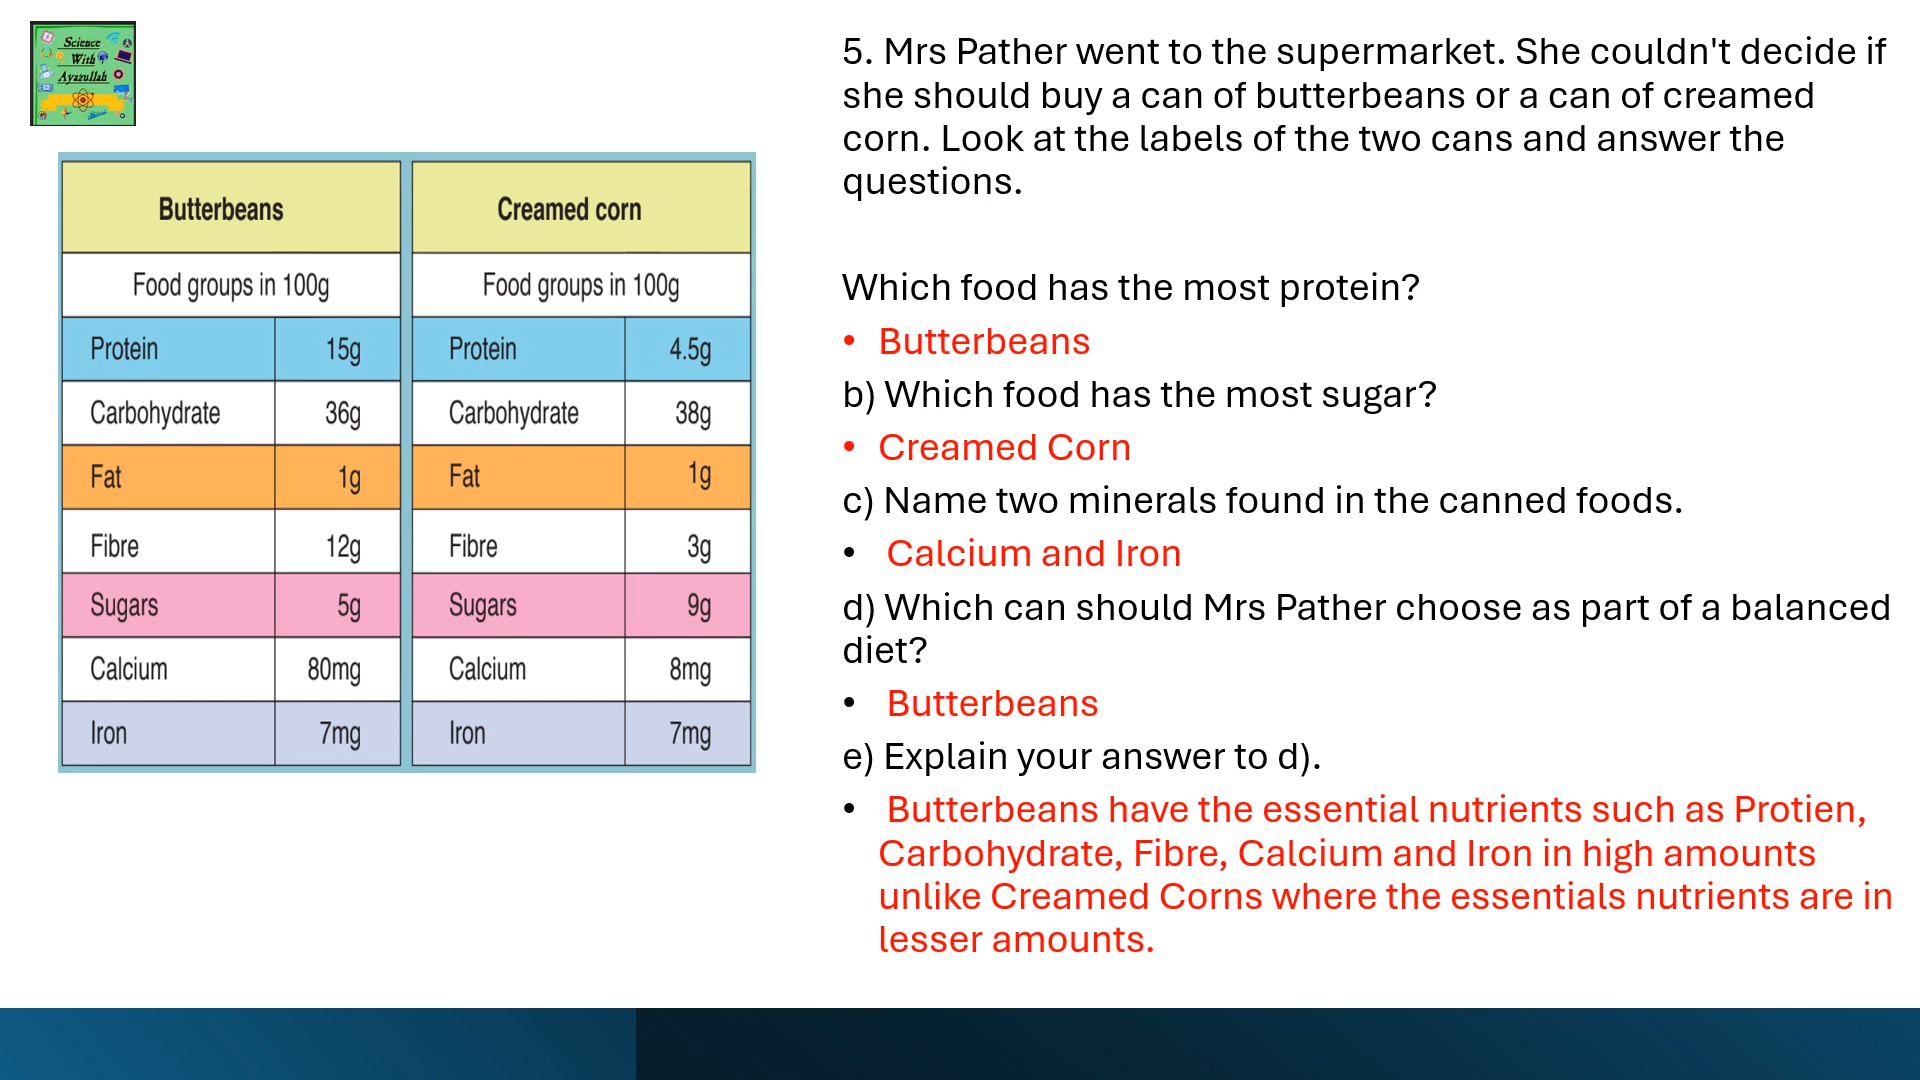 Science
With
Ayazullah
5. Mrs Pather went to the supermarket. She couldn't decide if
she should buy a can of butterbeans or a can of creamed
corn. Look at the labels of the two cans and answer the
questions.
Butterbeans Creamed corn
Food groups in 100g Food groups in 100g
Protein 15g Protein 4.5g
Carbohydrate 36g Carbohydrate 38g
Fat 1g Fat 1g
Fibre 12g Fibre 3g
Sugars 5g Sugars 9g
Calcium 80mg Calcium 8mg
Iron 7mg Iron 7mg
Which food has the most protein?
• Butterbeans
b) Which food has the most sugar?
• Creamed Corn
c) Name two minerals found in the canned foods.
• Calcium and Iron
d) Which can should Mrs Pather choose as part of a balanced
diet?
• Butterbeans
e) Explain your answer to d).
• Butterbeans have the essential nutrients such as Protien,
Carbohydrate, Fibre, Calcium and Iron in high amounts
unlike Creamed Corns where the essentials nutrients are in
lesser amounts.